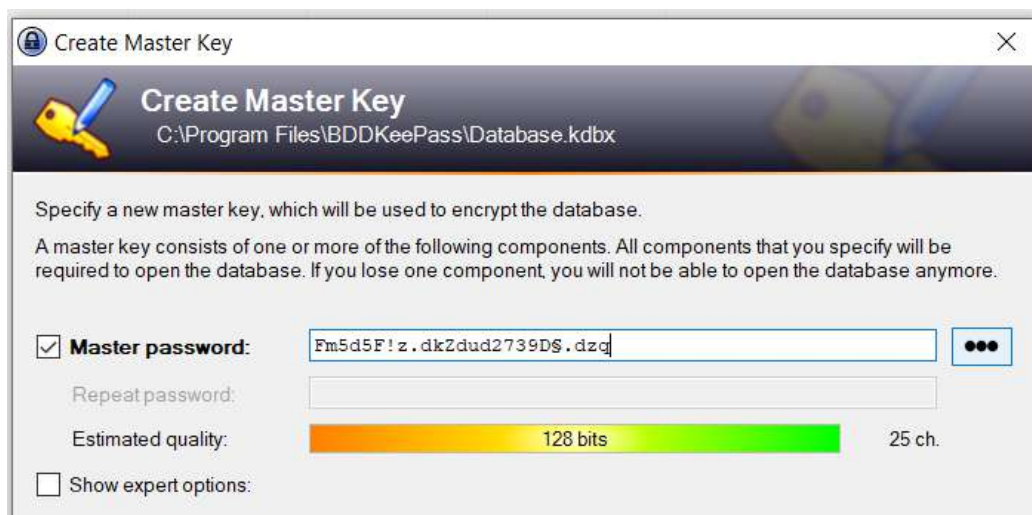 Create Master Key
Create Master Key
C:\Program Files\BDDKeePass\Database.kdbx
Specify a new master key, which will be used to encrypt the database.
A master key consists of one or more of the following components. All components that you specify will be
required to open the database. If you lose one component, you will not be able to open the database anymore.
Master password: Fm5d5F!z.dkZdud2739D§.dzq
Repeat password:
Estimated quality: 128 bits 25 ch.
Show expert options: